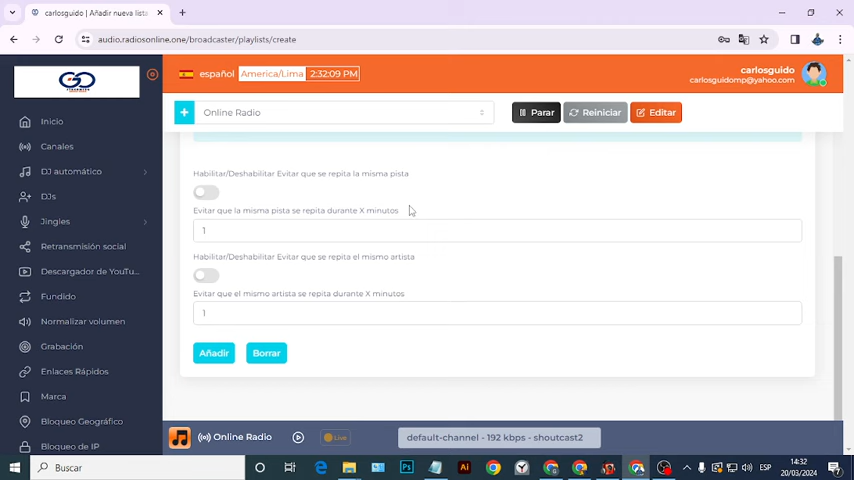 carlosguido | Añadir nueva lista
audio.radiosonline.one/broadcaster/playlists/create
GO
español America/Lima 2:32:09 PM
carlosguido
carlosguidomp@yahoo.com
Online Radio
Parar
Reiniciar
Editar
Inicio
Canales
DJ automático
DJs
Jingles
Retransmisión social
Descargador de YouTu...
Fundido
Normalizar volumen
Grabación
Enlaces Rápidos
Marca
Bloqueo Geográfico
Bloqueo de IP
Habilitar/Deshabilitar Evitar que se repita la misma pista
Evitar que la misma pista se repita durante X minutos
1
Habilitar/Deshabilitar Evitar que se repita el mismo artista
Evitar que el mismo artista se repita durante X minutos
1
Añadir
Borrar
Online Radio
Live
default-channel - 192 kbps - shoutcast2
Buscar
Ps
Ai
ESP
14:32
20/03/2024